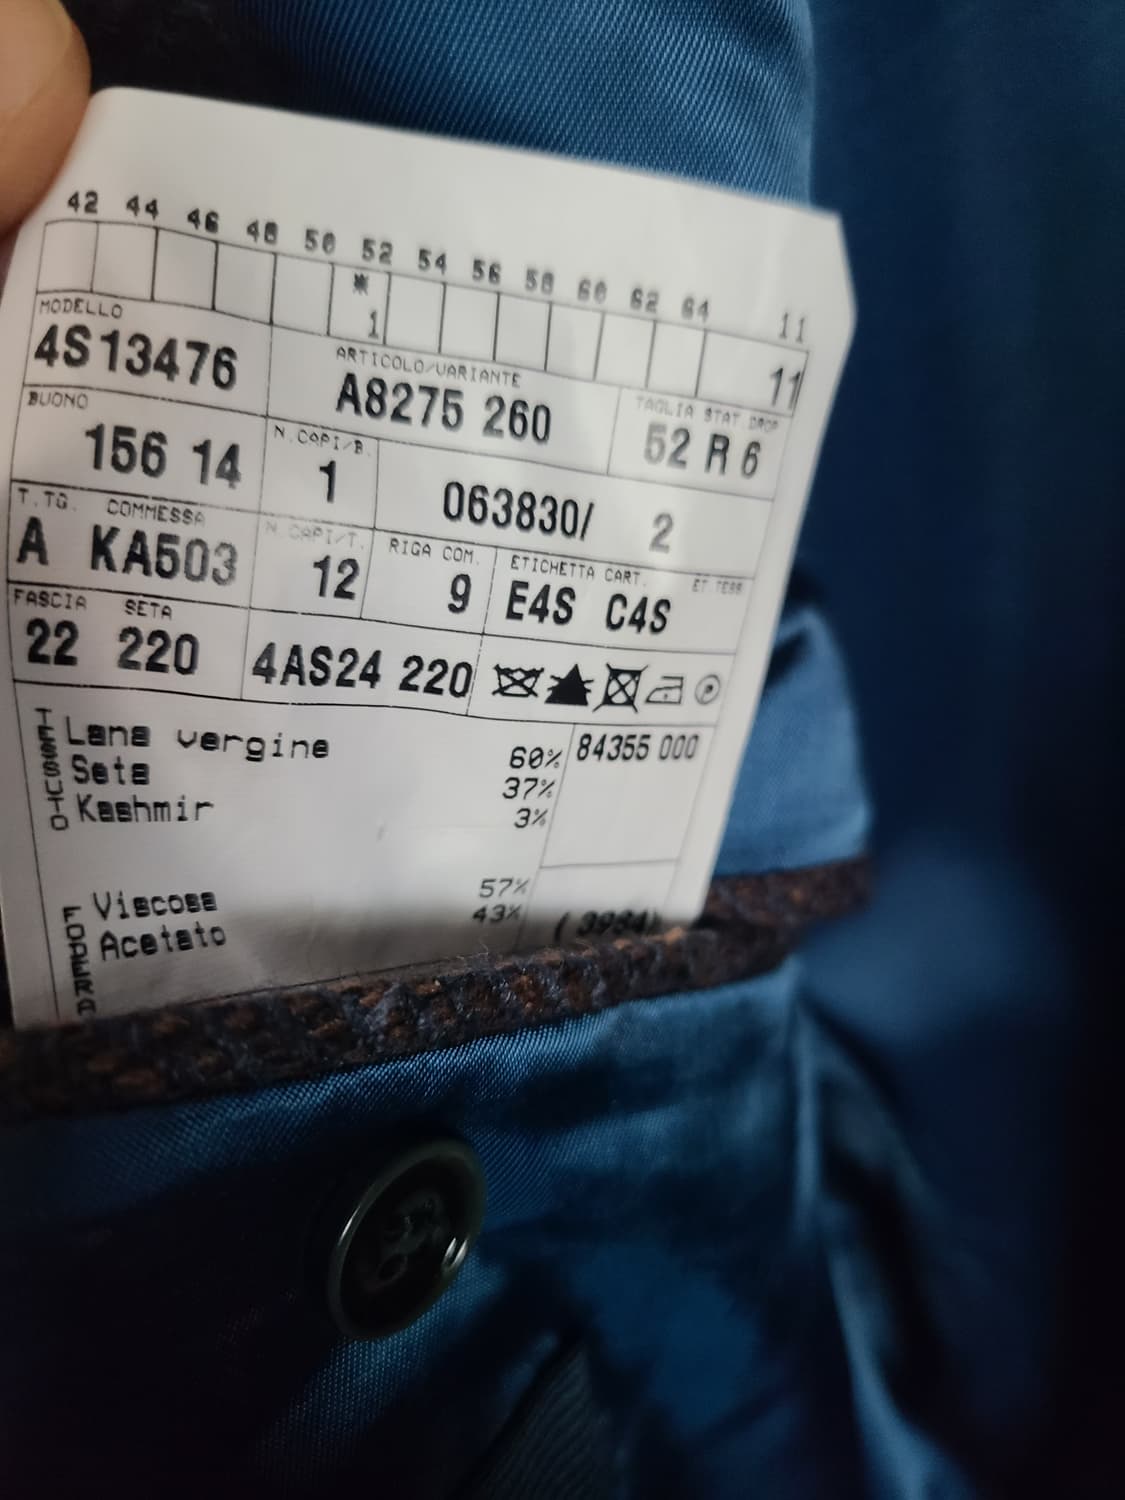 42 44 46 48 50 52 54 56 58 60 62 64 11
* 1 11
MODELLO ARTICOLO/VARIANTE TAGLIA STAT. DROP
4S13476 A8275 260 52 R 6
BUONO N.CAPI/B.
156 14 1 063830/ 2
T.TG. COMMESSA N.CAPI/T. RIGA COM. ETICHETTA CART. ET.TESS
A KA503 12 9 E4S C4S
FASCIA SETA
22 220 4AS24 220 P
TESSUTO
Lana vergine 60% 84355 000
Seta 37%
Kashmir 3%
FODERA
Viscosa 57%
Acetato 43% (3984)